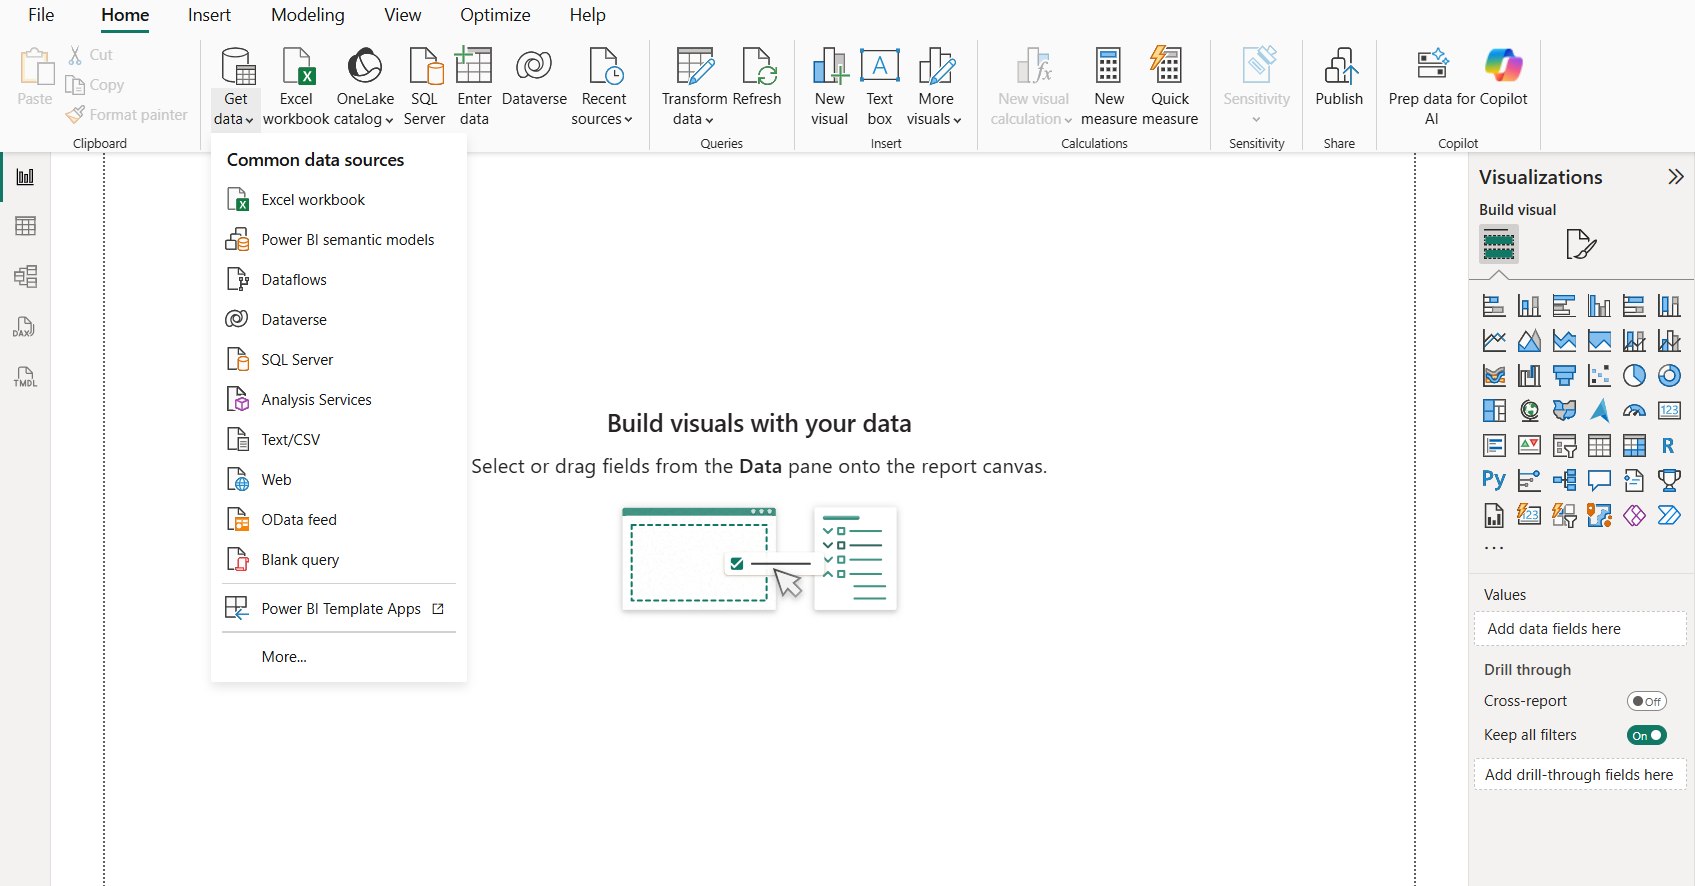 File Home Insert Modeling View Optimize Help
Paste
Cut
Copy
Format painter
Clipboard
Get data
Excel workbook
OneLake catalog
SQL Server
Enter data
Dataverse
Recent sources
Transform data
Refresh
Queries
New visual
Text box
More visuals
Insert
New visual calculation
New measure
Quick measure
Calculations
Sensitivity
Sensitivity
Publish
Share
Prep data for AI
Copilot
Copilot
Common data sources
Excel workbook
Power BI semantic models
Dataflows
Dataverse
SQL Server
Analysis Services
Text/CSV
Web
OData feed
Blank query
Power BI Template Apps
More...
DAX
TMDL
Build visuals with your data
Select or drag fields from the Data pane onto the report canvas.
Visualizations
Build visual
123
R
Py
123
...
Values
Add data fields here
Drill through
Cross-report Off
Keep all filters On
Add drill-through fields here